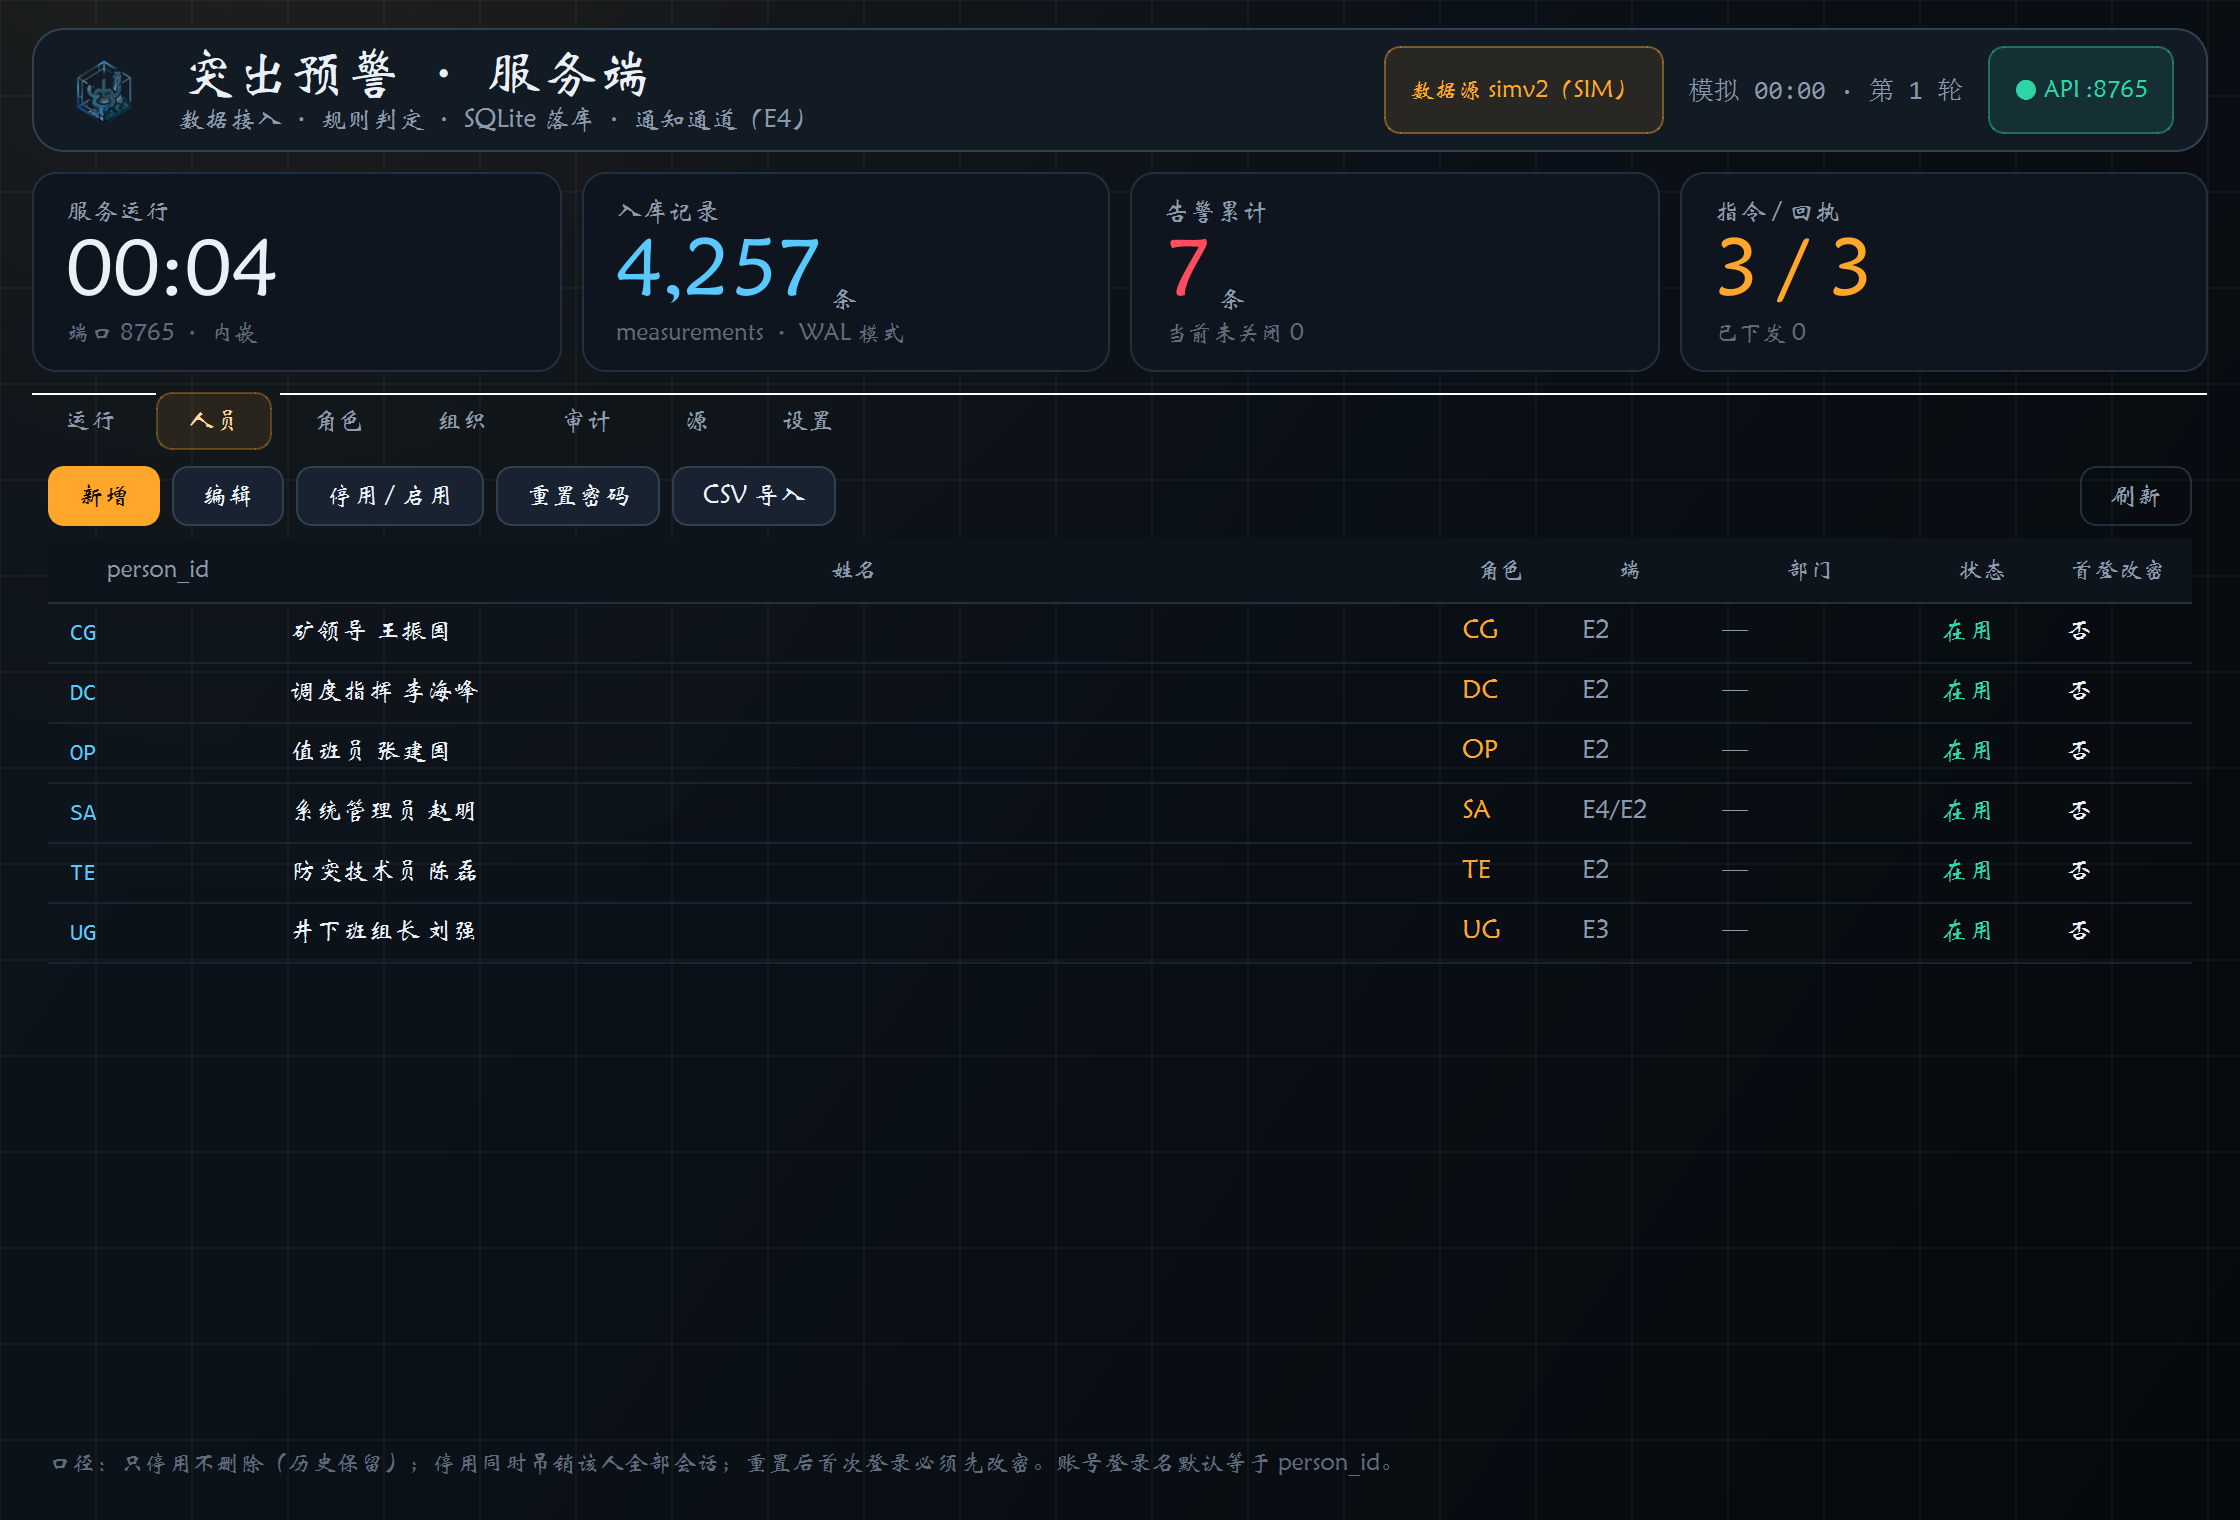 突出预警 · 服务端
数据接入 · 规则判定 · SQLite 落库 · 通知通道（E4）
数据源 simv2（SIM）
模拟 00:00 · 第 1 轮
API :8765
服务运行
00:04
端口 8765 · 内嵌
入库记录
4,257 条
measurements · WAL 模式
告警累计
7 条
当前未关闭 0
指令 / 回执
3 / 3
已下发 0
运行 人员 角色 组织 审计 源 设置
新增 编辑 停用 / 启用 重置密码 CSV 导入 刷新
person_id 姓名 角色 端 部门 状态 首登改密
CG 矿领导 王振国 CG E2 — 在用 否
DC 调度指挥 李海峰 DC E2 — 在用 否
OP 值班员 张建国 OP E2 — 在用 否
SA 系统管理员 赵明 SA E4/E2 — 在用 否
TE 防突技术员 陈磊 TE E2 — 在用 否
UG 井下班组长 刘强 UG E3 — 在用 否
口径：只停用不删除（历史保留）；停用同时吊销该人全部会话；重置后首次登录必须先改密。账号登录名默认等于 person_id。